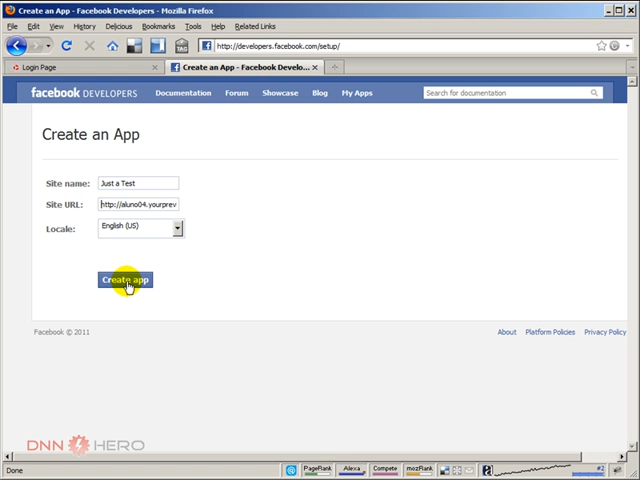 Create an App - Facebook Developers - Mozilla Firefox
File Edit View History Delicious Bookmarks Tools Help Related Links
http://developers.facebook.com/setup/
Login Page
Create an App - Facebook Develo...
facebook DEVELOPERS Documentation Forum Showcase Blog My Apps Search for documentation
Create an App
Site name: Just a Test
Site URL: http://aluno04.yourprev
Locale: English (US)
Create app
Facebook © 2011 About Platform Policies Privacy Policy
DNN HERO
Done PageRank Alexa Compete mozRank #2